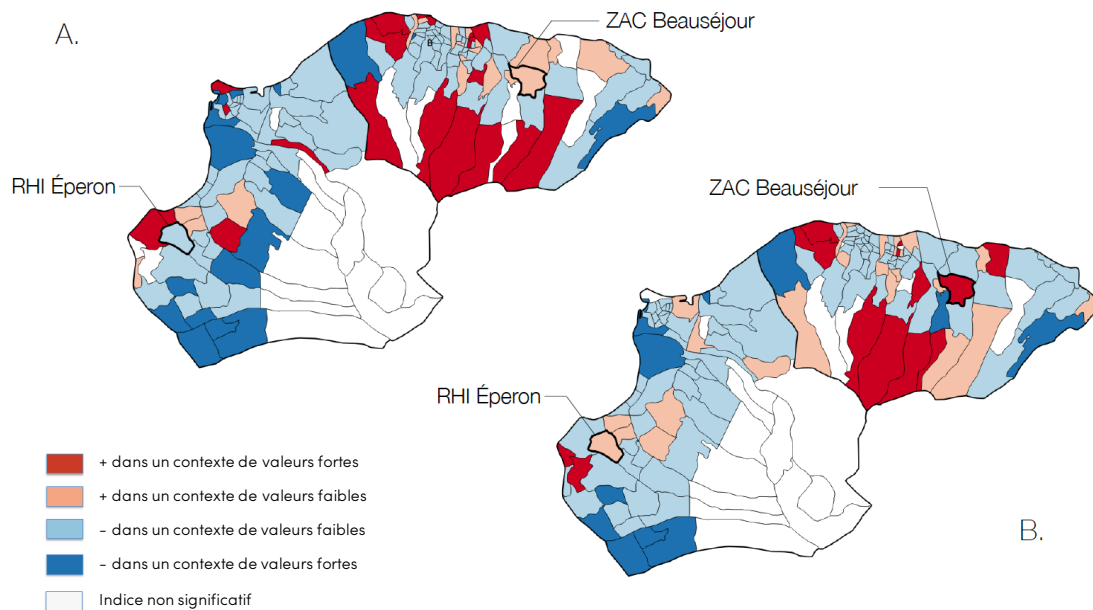 ZAC Beauséjour
A.
RHI Éperon
ZAC Beauséjour
RHI Éperon
+ dans un contexte de valeurs fortes
+ dans un contexte de valeurs faibles
- dans un contexte de valeurs faibles
- dans un contexte de valeurs fortes
Indice non significatif
B.